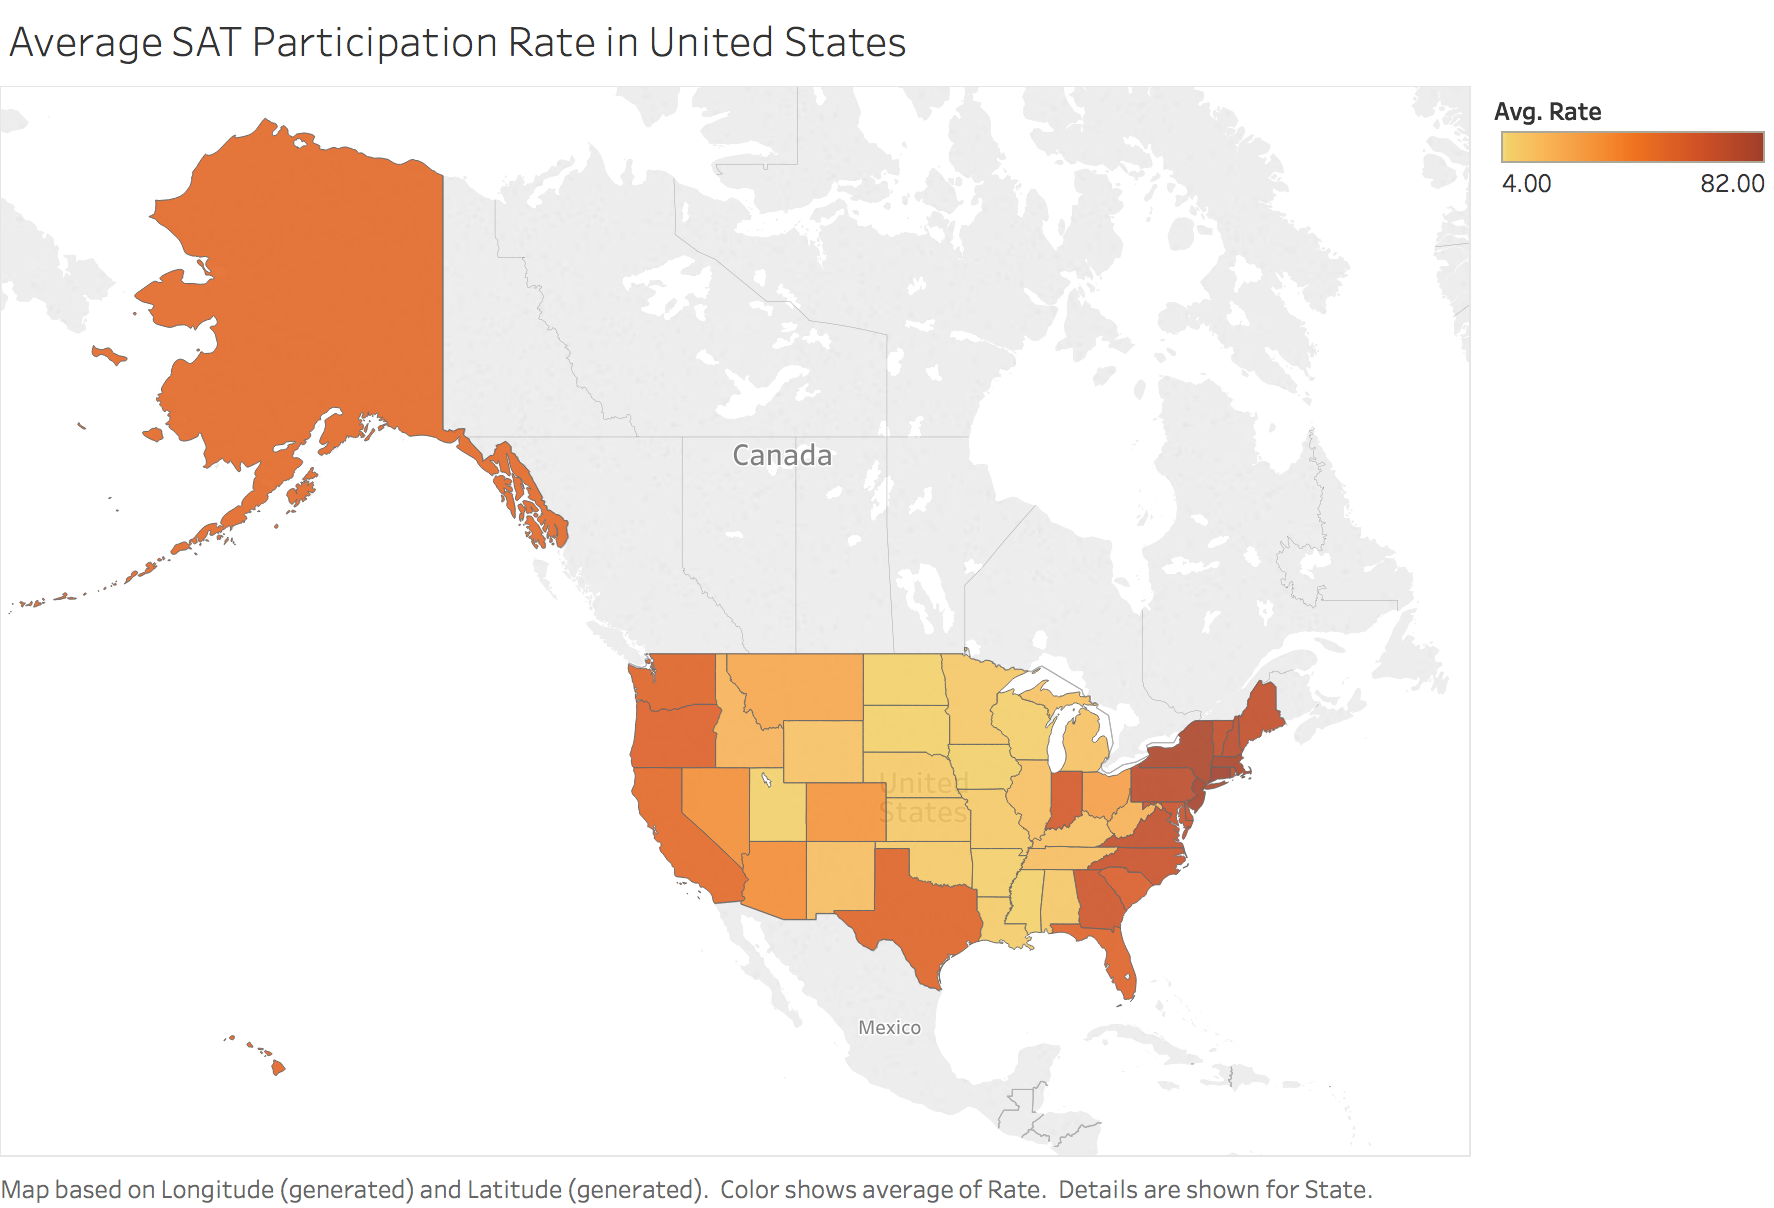 Average SAT Participation Rate in United States
Avg. Rate
4.00 82.00
Canada
United
States
Mexico
Map based on Longitude (generated) and Latitude (generated). Color shows average of Rate. Details are shown for State.